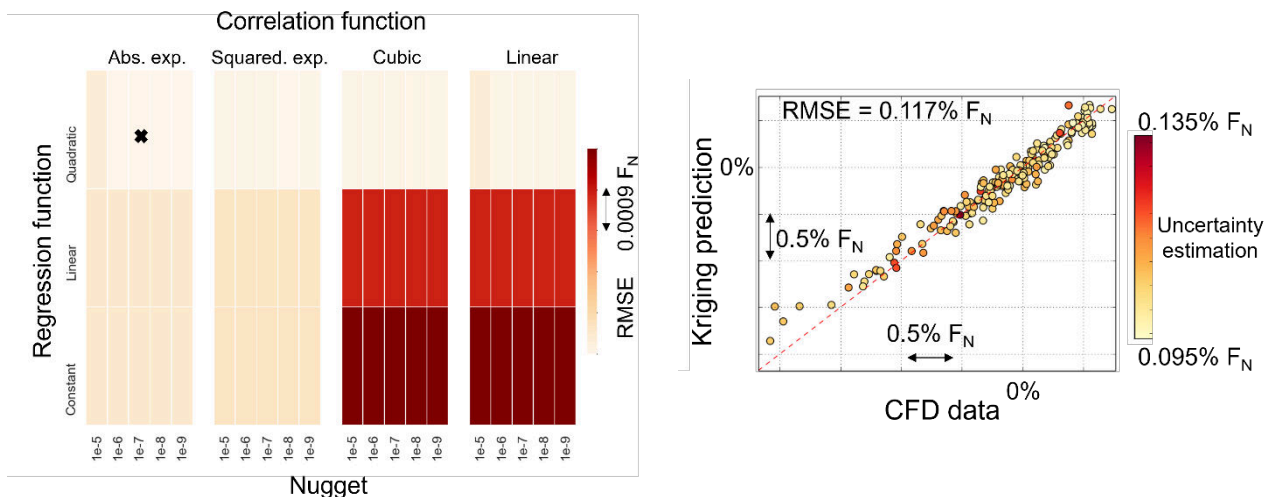 Correlation function
Abs. exp.
Squared. exp.
Cubic
Linear
Regression function
Quadratic
Linear
Constant
1e-5
1e-6
1e-7
1e-8
1e-9
1e-5
1e-6
1e-7
1e-8
1e-9
1e-5
1e-6
1e-7
1e-8
1e-9
1e-5
1e-6
1e-7
1e-8
1e-9
Nugget
RMSE
0.0009 F_N
RMSE = 0.117% F_N
Kriging prediction
0%
0.5% F_N
0.5% F_N
0%
CFD data
0.135% F_N
Uncertainty
estimation
0.095% F_N